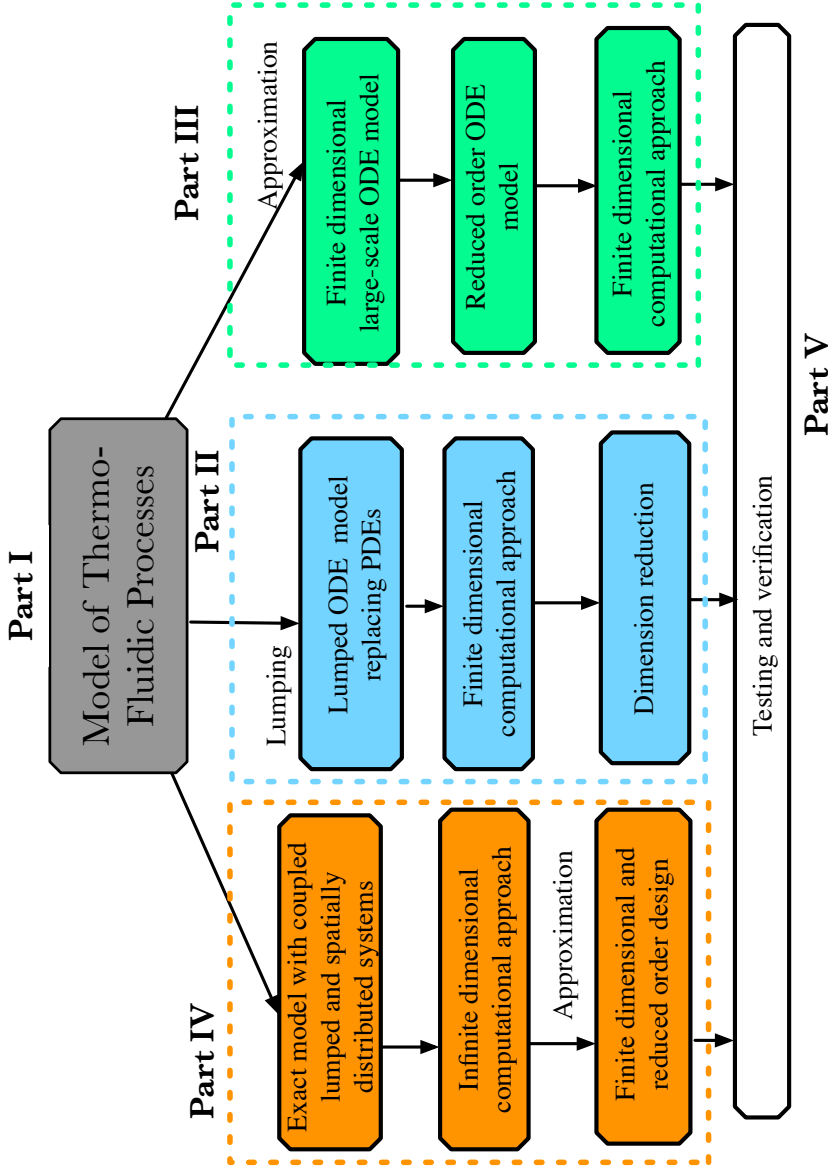 Part I
Model of Thermo-
Fluidic Processes
Part IV
Exact model with coupled
lumped and spatially
distributed systems
Infinite dimensional
computational approach
Approximation
Finite dimensional and
reduced order design
Part II
Lumping
Lumped ODE model
replacing PDEs
Finite dimensional
computational approach
Dimension reduction
Part III
Approximation
Finite dimensional
large-scale ODE model
Reduced order ODE
model
Finite dimensional
computational approach
Testing and verification
Part V